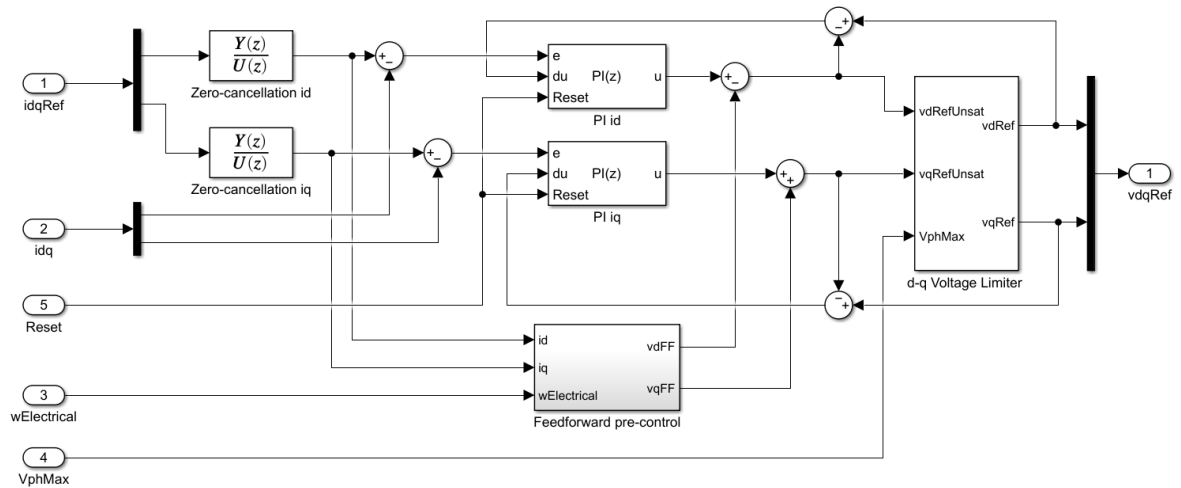 1
idqRef
Y(z)
U(z)
Zero-cancellation id
+
−
e
du
Reset
PI(z)
u
PI id
+
−
−
+
vdRefUnsat
vqRefUnsat
VphMax
vdRef
vqRef
d-q Voltage Limiter
1
vdqRef
Y(z)
U(z)
Zero-cancellation iq
+
−
e
du
Reset
PI(z)
u
PI iq
+
+
−
+
2
idq
5
Reset
id
iq
wElectrical
vdFF
vqFF
Feedforward pre-control
3
wElectrical
4
VphMax